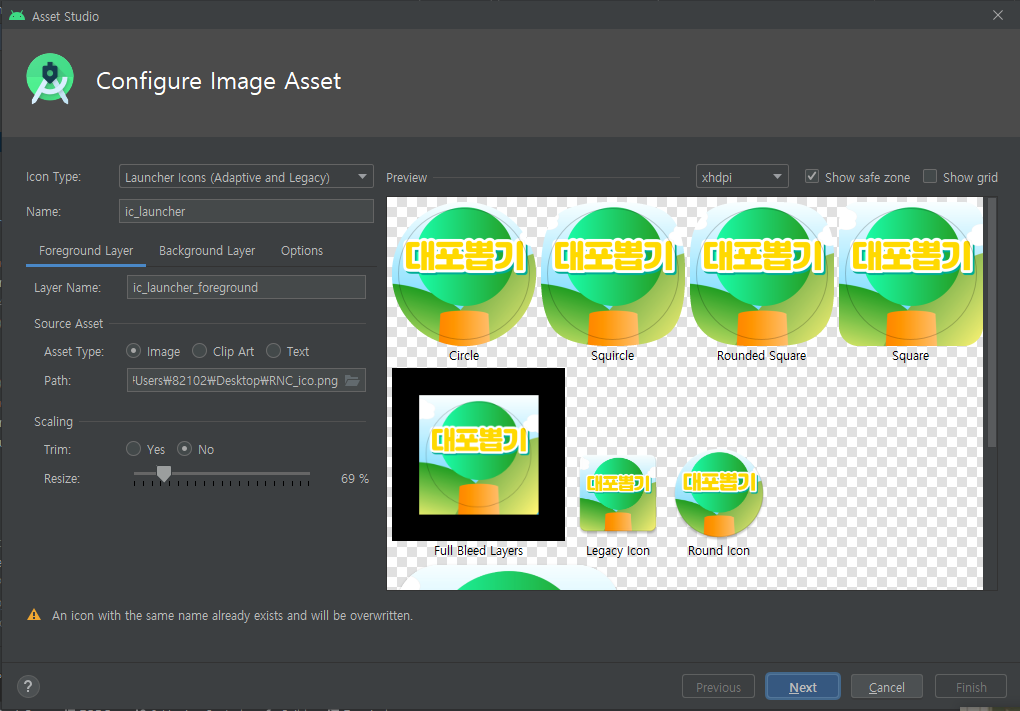 Asset Studio
Configure Image Asset
Icon Type:
Launcher Icons (Adaptive and Legacy)
Name:
ic_launcher
Foreground Layer Background Layer Options
Layer Name:
ic_launcher_foreground
Source Asset
Asset Type:
Image Clip Art Text
Path:
Users₩82102₩Desktop₩RNC_ico.png
Scaling
Trim:
Yes No
Resize:
69 %
Preview
xhdpi
Show safe zone
Show grid
대포뽑기 대포뽑기 대포뽑기 대포뽑기
Circle Squircle Rounded Square Square
대포뽑기 대포뽑기 대포뽑기
Full Bleed Layers Legacy Icon Round Icon
An icon with the same name already exists and will be overwritten.
?
Previous Next Cancel Finish